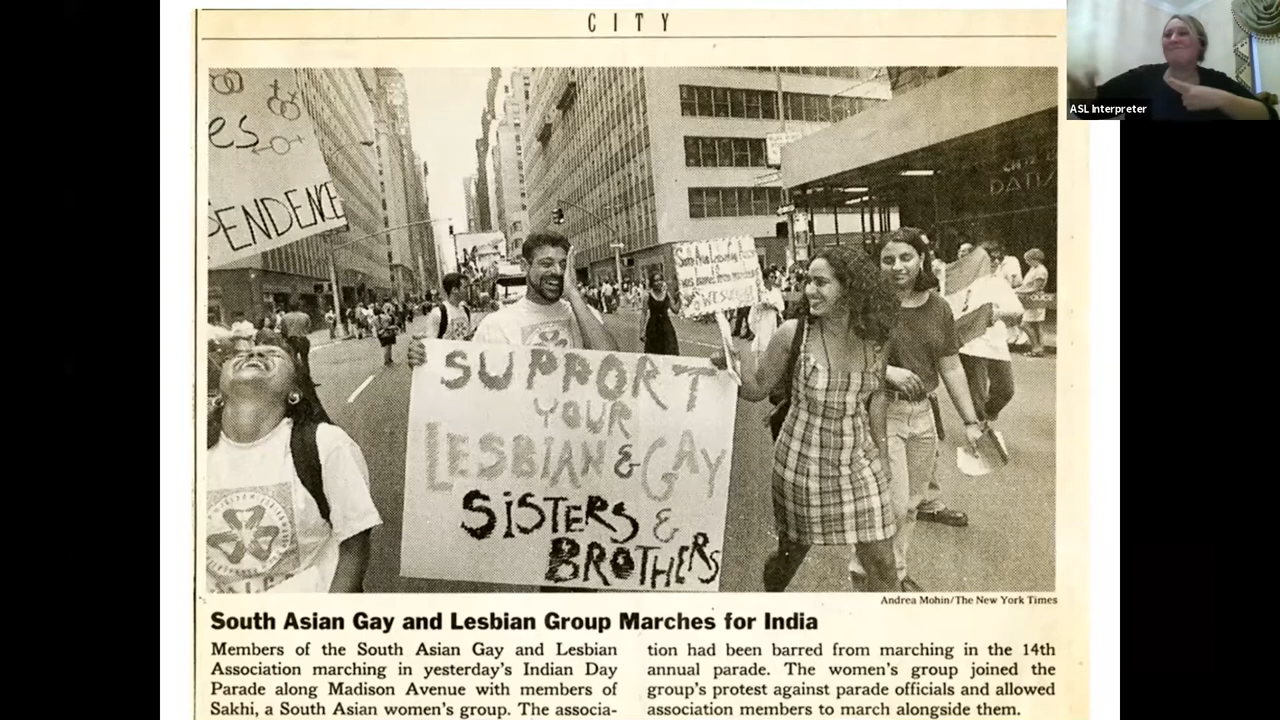 CITY
ASL Interpreter
es
PENDENCE
SUPPORT
YOUR
LESBIAN & GAY
SISTERS &
BROTHERS
Andrea Mohin/The New York Times
South Asian Gay and Lesbian Group Marches for India
Members of the South Asian Gay and Lesbian
Association marching in yesterday's Indian Day
Parade along Madison Avenue with members of
Sakhi, a South Asian women's group. The associa-
tion had been barred from marching in the 14th
annual parade. The women's group joined the
group's protest against parade officials and allowed
association members to march alongside them.